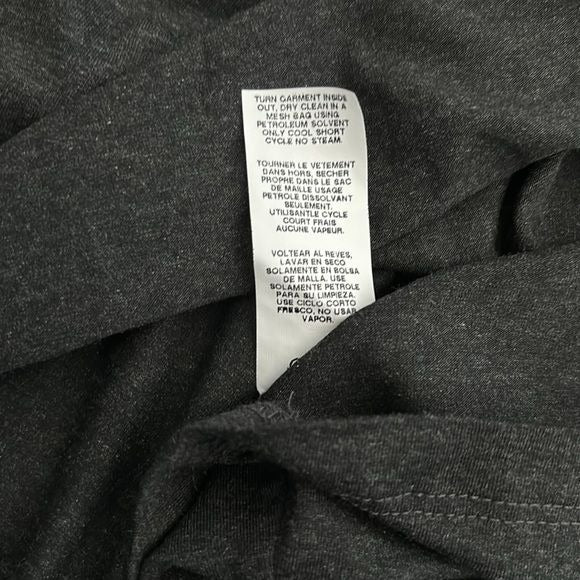 TURN GARMENT INSIDE
OUT, DRY CLEAN IN A
MESH BAG USING
PETROLEUM SOLVENT
ONLY COOL SHORT
CYCLE NO STEAM.
TOURNER LE VETEMENT
DANS HORS, SECHER
PROPRE DANS LE SAC
DE MAILLE USAGE
PETROLE DISSOLVANT
SEULEMENT.
UTILISANTLE CYCLE
COURT FRAIS
AUCUNE VAPEUR.
VOLTEAR AL REVES,
LAVAR EN SECO
SOLAMENTE EN BOLSA
DE MALLA. USE
SOLAMENTE PETROLE
PARA SU LIMPIEZA.
USE CICLO CORTO
FRESCO, NO USAR
VAPOR.